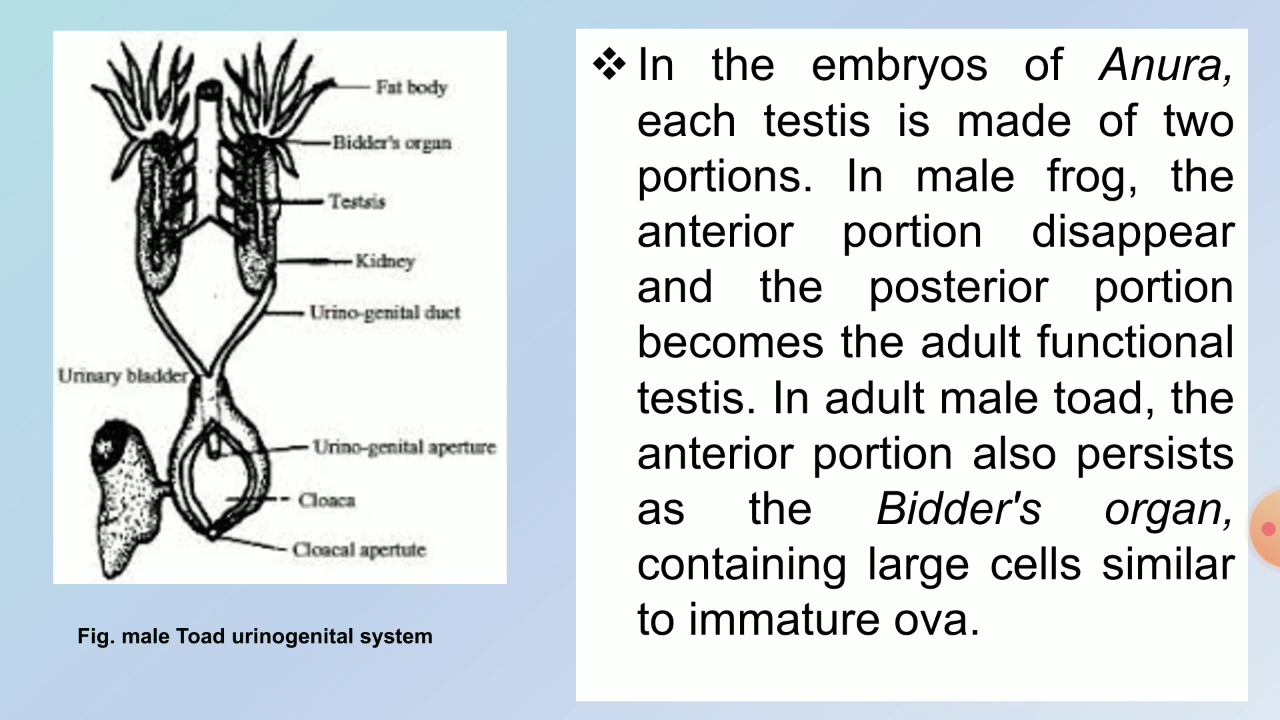 Fat body
Bidder's organ
Testsis
Kidney
Urino-genital duct
Urinary bladder
Urino-genital aperture
Cloaca
Cloacal apertute
Fig. male Toad urinogenital system
❖ In the embryos of Anura,
each testis is made of two
portions. In male frog, the
anterior portion disappear
and the posterior portion
becomes the adult functional
testis. In adult male toad, the
anterior portion also persists
as the Bidder's organ,
containing large cells similar
to immature ova.